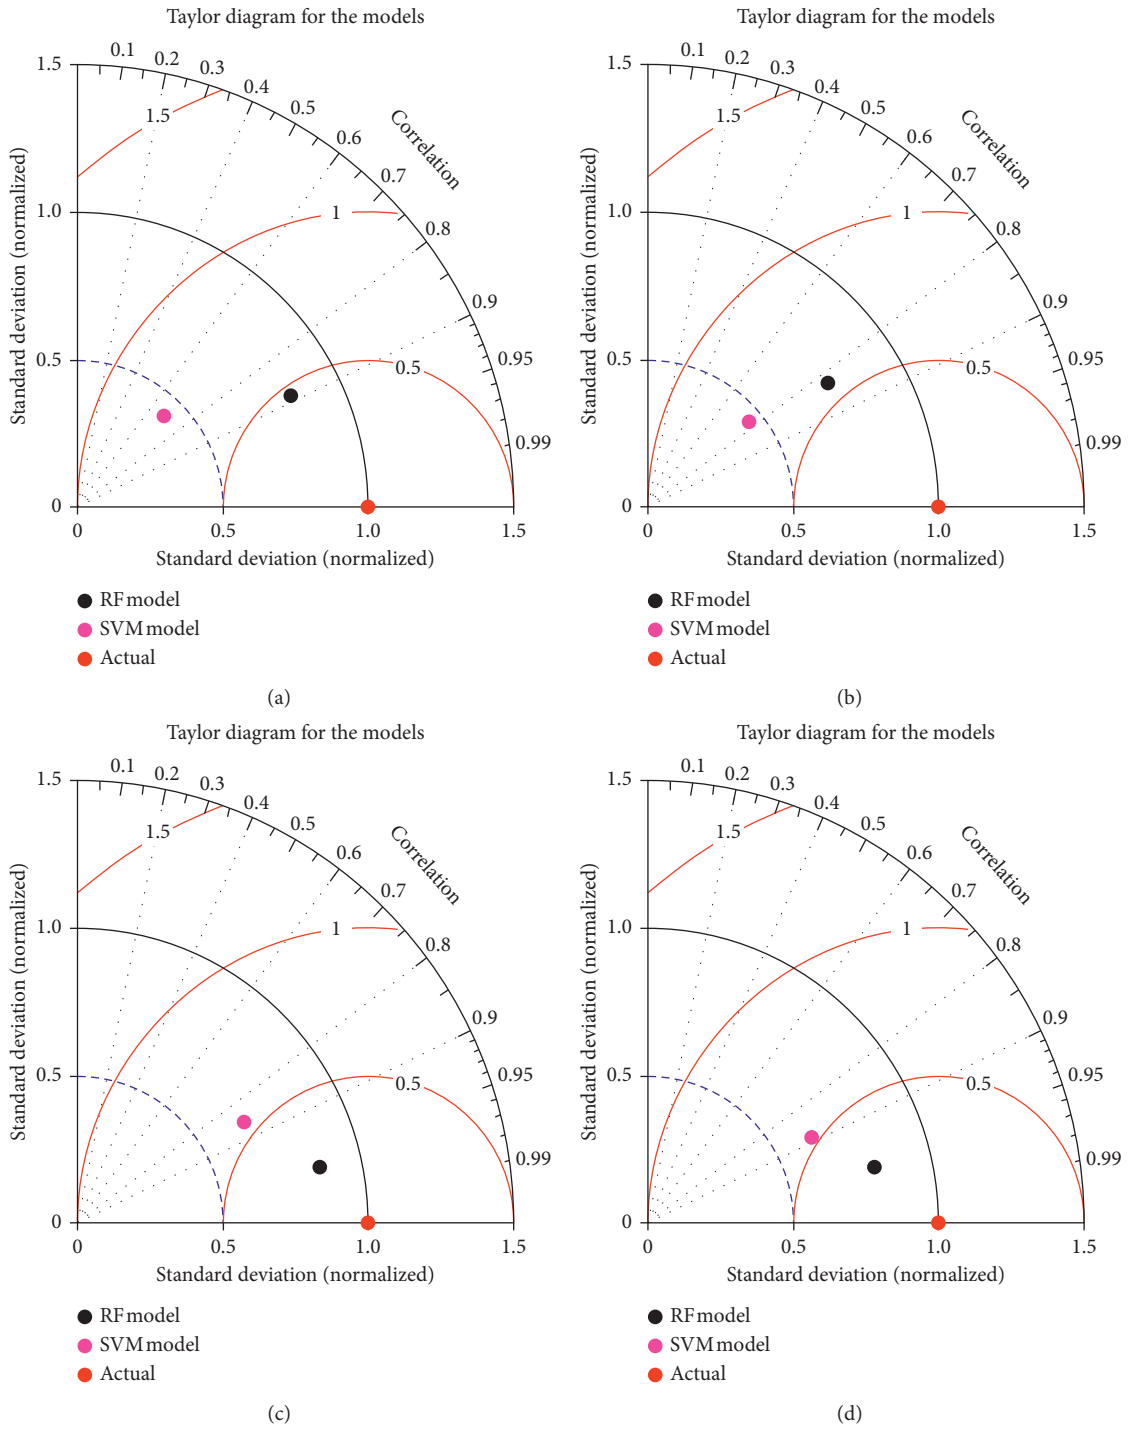 Taylor diagram for the models
1.5
1.0
0.5
0
Standard deviation (normalized)
0.1
0.2
0.3
0.4
0.5
0.6
0.7
0.8
0.9
0.95
0.99
Correlation
1.5
1
0.5
0
0.5
1.0
1.5
Standard deviation (normalized)
RF model
SVM model
Actual
(a)
Taylor diagram for the models
1.5
1.0
0.5
0
Standard deviation (normalized)
0.1
0.2
0.3
0.4
0.5
0.6
0.7
0.8
0.9
0.95
0.99
Correlation
1.5
1
0.5
0
0.5
1.0
1.5
Standard deviation (normalized)
RF model
SVM model
Actual
(b)
Taylor diagram for the models
1.5
1.0
0.5
0
Standard deviation (normalized)
0.1
0.2
0.3
0.4
0.5
0.6
0.7
0.8
0.9
0.95
0.99
Correlation
1.5
1
0.5
0
0.5
1.0
1.5
Standard deviation (normalized)
RF model
SVM model
Actual
(c)
Taylor diagram for the models
1.5
1.0
0.5
0
Standard deviation (normalized)
0.1
0.2
0.3
0.4
0.5
0.6
0.7
0.8
0.9
0.95
0.99
Correlation
1.5
1
0.5
0
0.5
1.0
1.5
Standard deviation (normalized)
RF model
SVM model
Actual
(d)